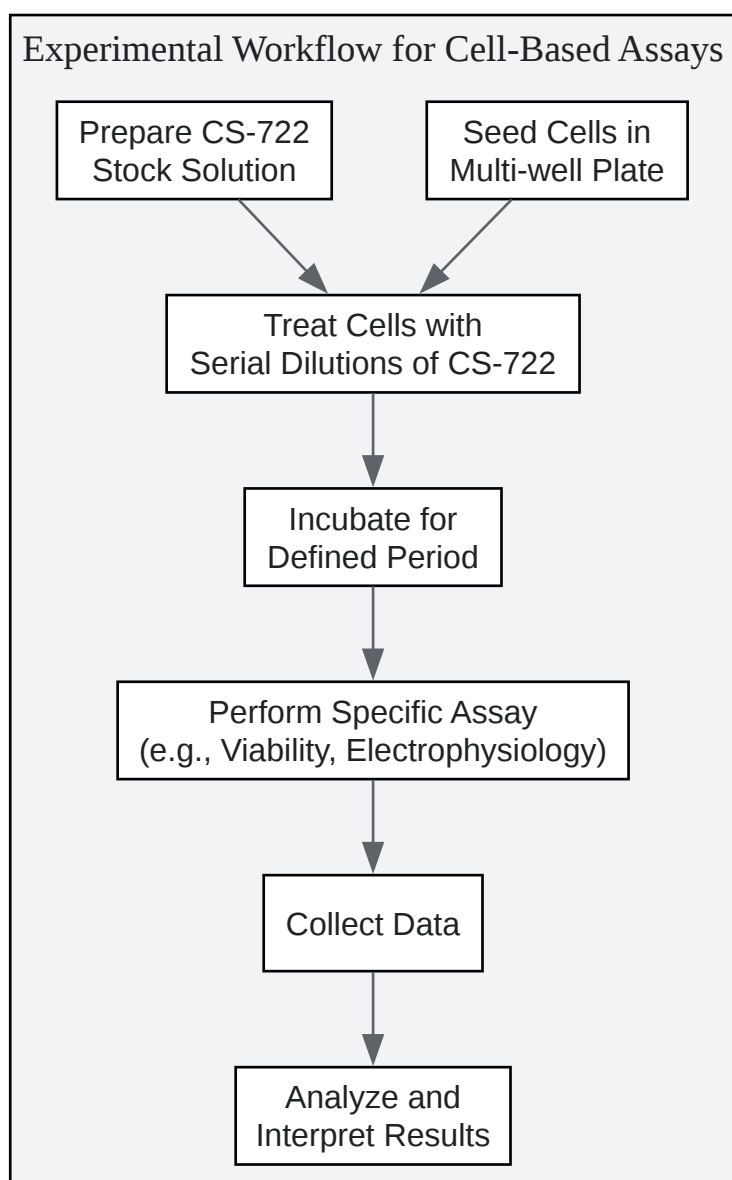 Experimental Workflow for Cell-Based Assays
Prepare CS-722
Stock Solution
Seed Cells in
Multi-well Plate
Treat Cells with
Serial Dilutions of CS-722
Incubate for
Defined Period
Perform Specific Assay
(e.g., Viability, Electrophysiology)
Collect Data
Analyze and
Interpret Results